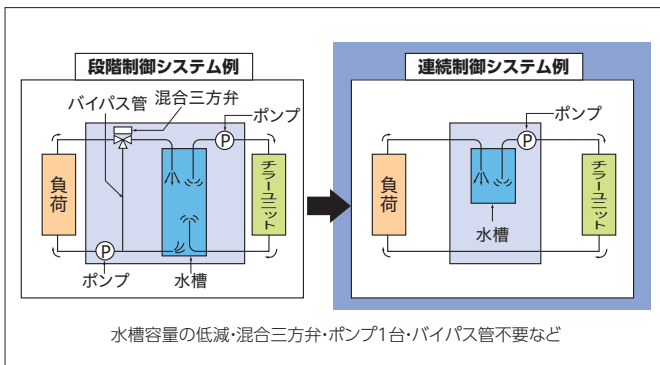 段階制御システム例
バイパス管
混合三方弁
ポンプ
P
負荷
チラーユニット
P
ポンプ
水槽
連続制御システム例
ポンプ
P
負荷
水槽
チラーユニット
水槽容量の低減・混合三方弁・ポンプ1台・バイパス管不要など